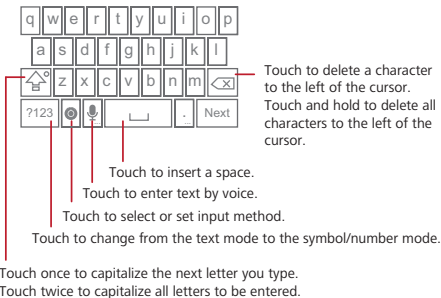 q w e r t y u i o p
a s d f g h j k l
z x c v b n m
?123 . Next
Touch to delete a character
to the left of the cursor.
Touch and hold to delete all
characters to the left of the
cursor.
Touch to insert a space.
Touch to enter text by voice.
Touch to select or set input method.
Touch to change from the text mode to the symbol/number mode.
Touch once to capitalize the next letter you type.
Touch twice to capitalize all letters to be entered.